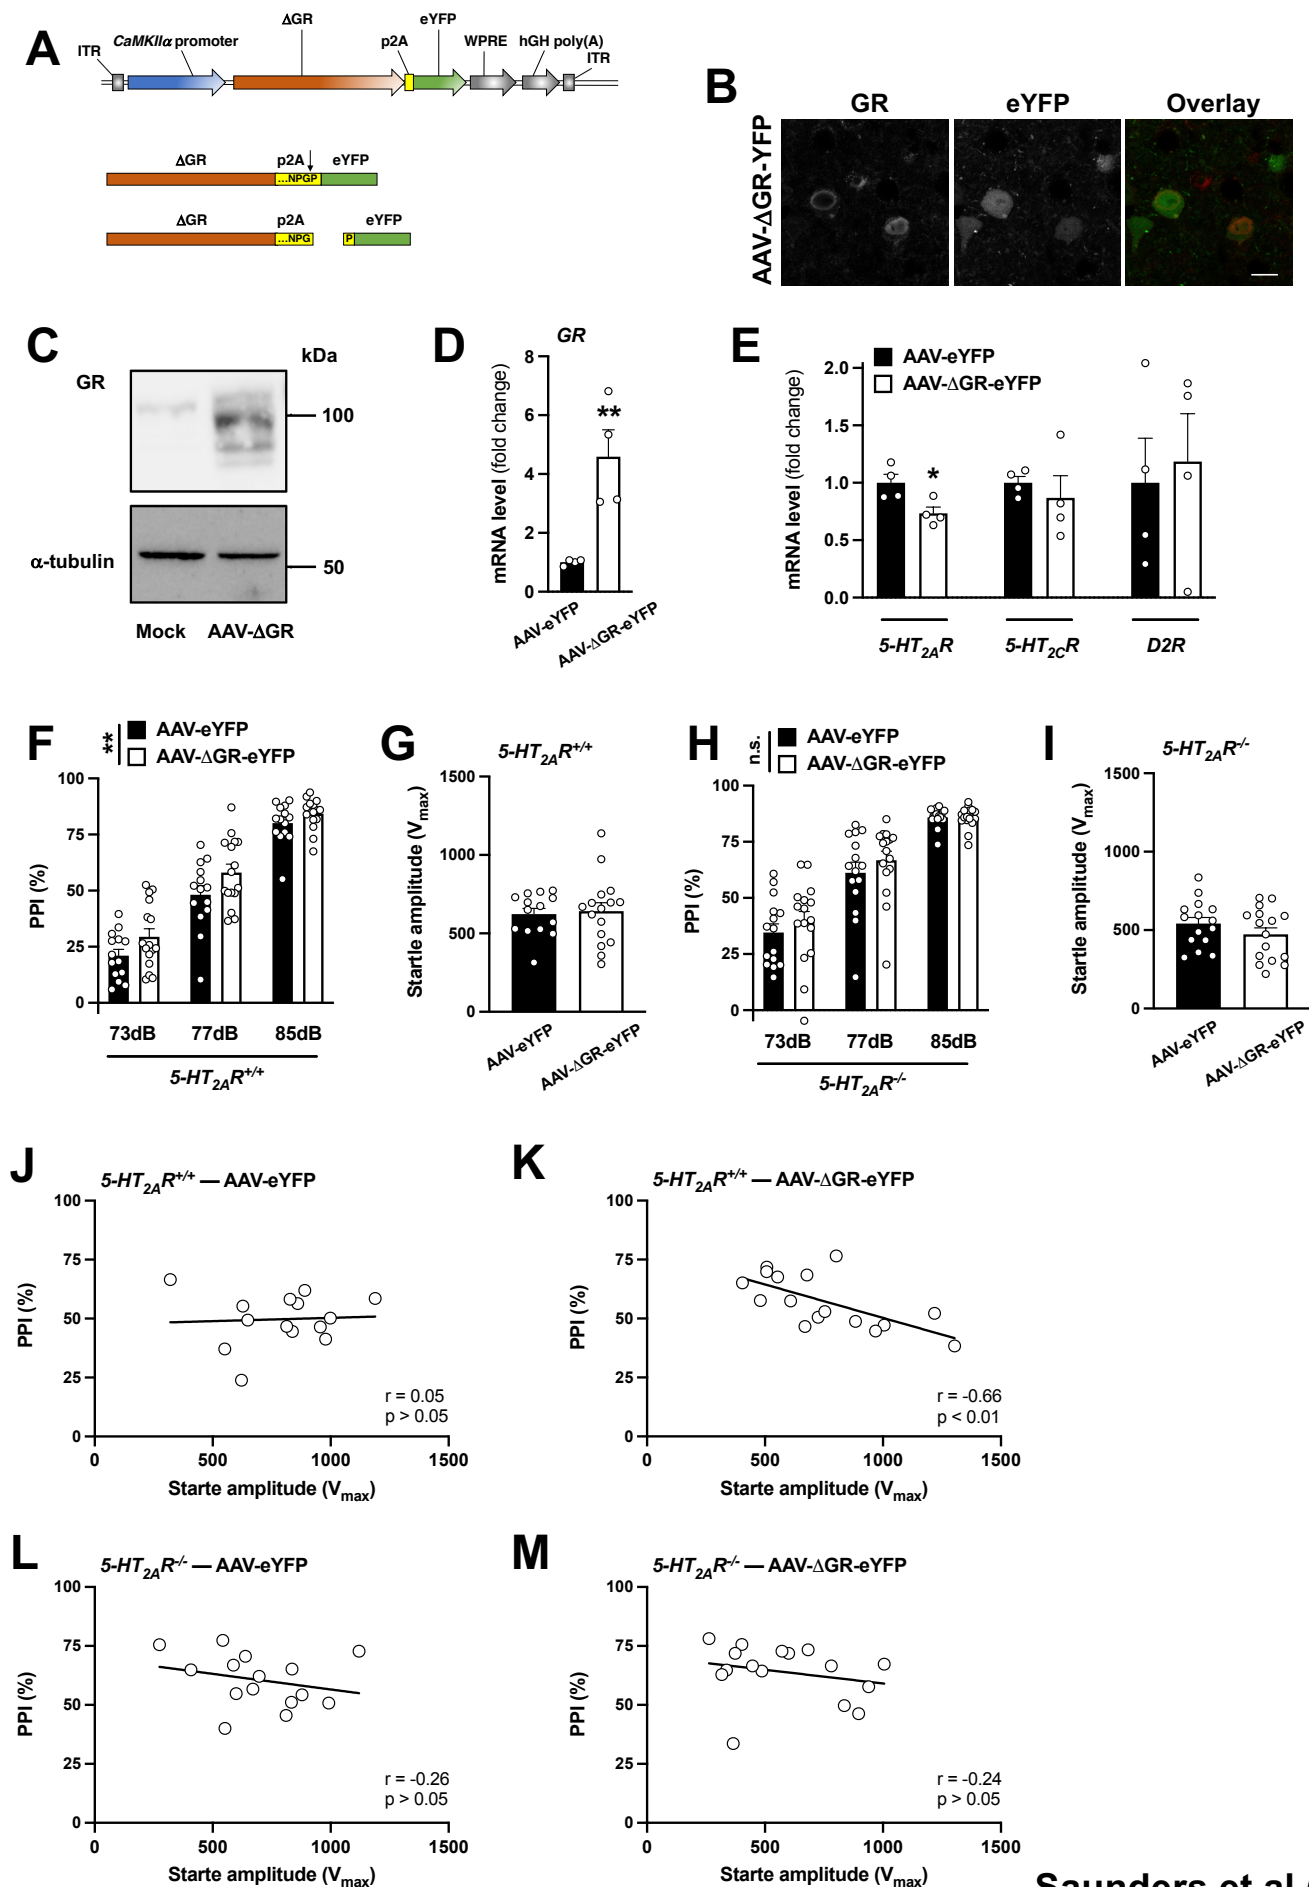 A
ITR
CaMKIIα promoter
ΔGR
p2A
eYFP
WPRE
hGH poly(A)
ITR
ΔGR
p2A
eYFP
...NPGP
ΔGR
p2A
eYFP
...NPG
P
B
GR
eYFP
Overlay
AAV-ΔGR-YFP
C
kDa
GR
100
α-tubulin
50
Mock
AAV-ΔGR
D
GR
mRNA level (fold change)
8
6
4
2
0
**
AAV-eYFP
AAV-ΔGR-eYFP
E
AAV-eYFP
AAV-ΔGR-eYFP
mRNA level (fold change)
2.0
1.5
1.0
0.5
0.0
*
5-HT2AR
5-HT2CR
D2R
F
**
AAV-eYFP
AAV-ΔGR-eYFP
PPI (%)
100
75
50
25
0
73dB
77dB
85dB
5-HT2AR+/+
G
5-HT2AR+/+
Startle amplitude (Vmax)
1500
1000
500
0
AAV-eYFP
AAV-ΔGR-eYFP
H
n.s.
AAV-eYFP
AAV-ΔGR-eYFP
PPI (%)
100
75
50
25
0
73dB
77dB
85dB
5-HT2AR-/-
I
5-HT2AR-/-
Startle amplitude (Vmax)
1500
1000
500
0
AAV-eYFP
AAV-ΔGR-eYFP
J
5-HT2AR+/+ — AAV-eYFP
PPI (%)
100
75
50
25
0
r = 0.05
p > 0.05
0
500
1000
1500
Starte amplitude (Vmax)
K
5-HT2AR+/+ — AAV-ΔGR-eYFP
PPI (%)
100
75
50
25
0
r = -0.66
p < 0.01
0
500
1000
1500
Starte amplitude (Vmax)
L
5-HT2AR-/- — AAV-eYFP
PPI (%)
100
75
50
25
0
r = -0.26
p > 0.05
0
500
1000
1500
Starte amplitude (Vmax)
M
5-HT2AR-/- — AAV-ΔGR-eYFP
PPI (%)
100
75
50
25
0
r = -0.24
p > 0.05
0
500
1000
1500
Starte amplitude (Vmax)
Saunders et al